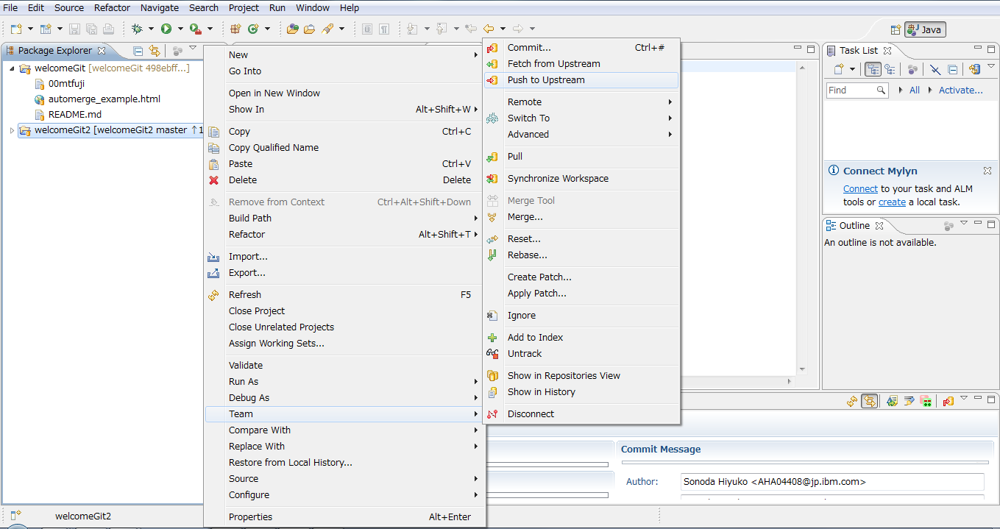 File Edit Source Refactor Navigate Search Project Run Window Help
Java
Package Explorer
welcomeGit [welcomeGit 498ebff...]
00mtfuji
automerge_example.html
README.md
welcomeGit2 [welcomeGit2 master ↑1
New
Go Into
Open in New Window
Show In Alt+Shift+W
Copy Ctrl+C
Copy Qualified Name
Paste Ctrl+V
Delete Delete
Remove from Context Ctrl+Alt+Shift+Down
Build Path
Refactor Alt+Shift+T
Import...
Export...
Refresh F5
Close Project
Close Unrelated Projects
Assign Working Sets...
Validate
Run As
Debug As
Team
Compare With
Replace With
Restore from Local History...
Source
Configure
Properties Alt+Enter
Commit... Ctrl+#
Fetch from Upstream
Push to Upstream
Remote
Switch To
Advanced
Pull
Synchronize Workspace
Merge Tool
Merge...
Reset...
Rebase...
Create Patch...
Apply Patch...
Ignore
Add to Index
Untrack
Show in Repositories View
Show in History
Disconnect
Task List
Find All Activate...
Connect Mylyn
Connect to your task and ALM
tools or create a local task.
Outline
An outline is not available.
Commit Message
Author: Sonoda Hiyuko <AHA04408@jp.ibm.com>
welcomeGit2